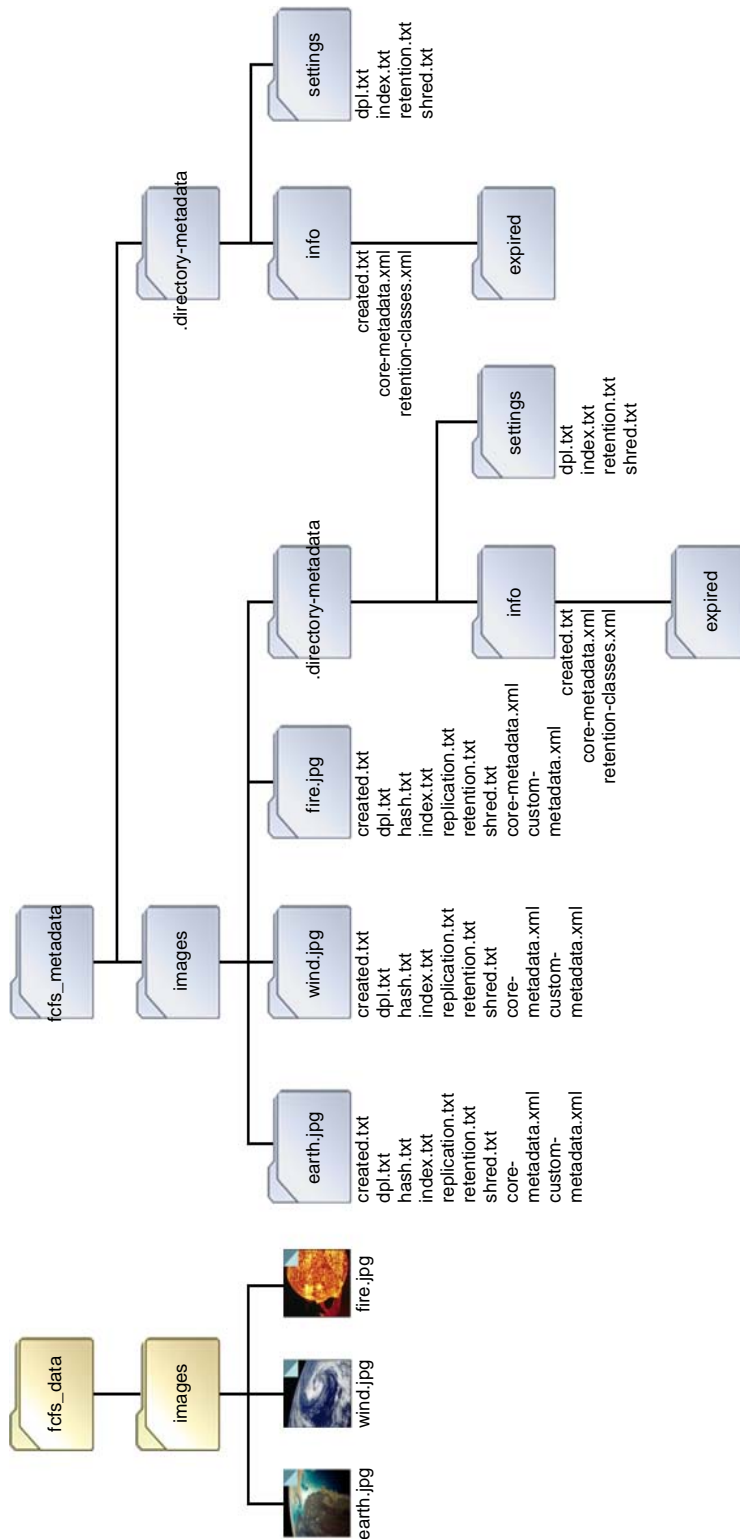 fcfs_data
images
earth.jpg
wind.jpg
fire.jpg
fcfs_metadata
images
earth.jpg
created.txt
dpl.txt
hash.txt
index.txt
replication.txt
retention.txt
shred.txt
core-
metadata.xml
custom-
metadata.xml
wind.jpg
created.txt
dpl.txt
hash.txt
index.txt
replication.txt
retention.txt
shred.txt
core-
metadata.xml
custom-
metadata.xml
fire.jpg
created.txt
dpl.txt
hash.txt
index.txt
replication.txt
retention.txt
shred.txt
core-metadata.xml
custom-
metadata.xml
.directory-metadata
info
created.txt
core-metadata.xml
retention-classes.xml
expired
settings
dpl.txt
index.txt
retention.txt
shred.txt
.directory-metadata
info
created.txt
core-metadata.xml
retention-classes.xml
expired
settings
dpl.txt
index.txt
retention.txt
shred.txt